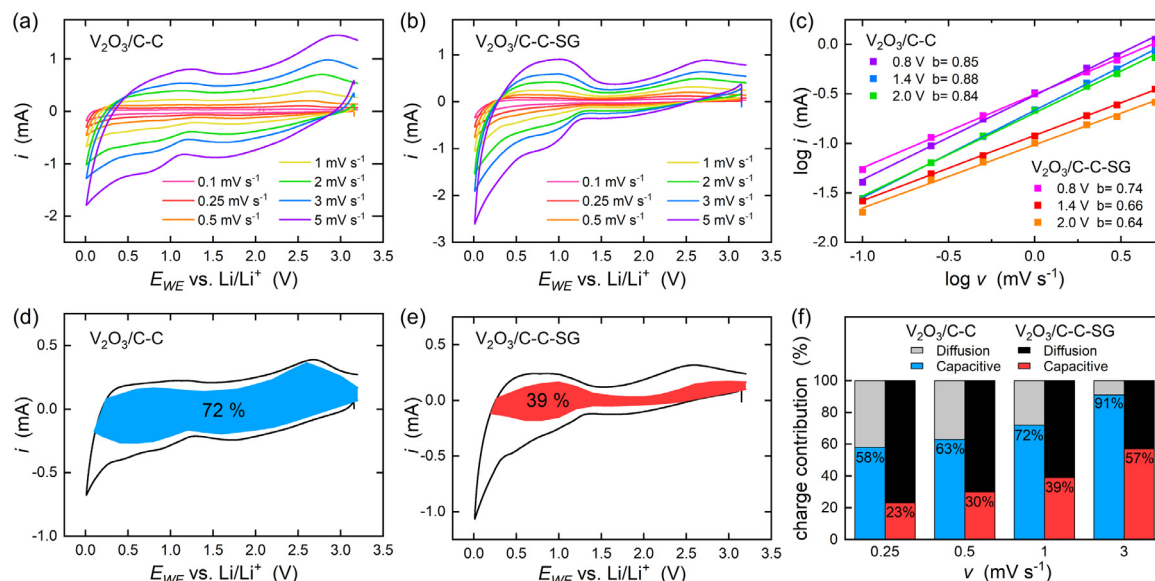 (a)
V₂O₃/C-C
i (mA)
1
0
-1
-2
1 mV s⁻¹
0.1 mV s⁻¹
2 mV s⁻¹
0.25 mV s⁻¹
3 mV s⁻¹
0.5 mV s⁻¹
5 mV s⁻¹
0.0 0.5 1.0 1.5 2.0 2.5 3.0 3.5
E_WE vs. Li/Li⁺ (V)
(b)
V₂O₃/C-C-SG
i (mA)
1
0
-1
-2
-3
1 mV s⁻¹
0.1 mV s⁻¹
2 mV s⁻¹
0.25 mV s⁻¹
3 mV s⁻¹
0.5 mV s⁻¹
5 mV s⁻¹
0.0 0.5 1.0 1.5 2.0 2.5 3.0 3.5
E_WE vs. Li/Li⁺ (V)
(c)
V₂O₃/C-C
0.8 V b= 0.85
1.4 V b= 0.88
2.0 V b= 0.84
log i (mA)
0.0
-0.5
-1.0
-1.5
-2.0
V₂O₃/C-C-SG
0.8 V b= 0.74
1.4 V b= 0.66
2.0 V b= 0.64
-1.0 -0.5 0.0 0.5
log v (mV s⁻¹)
(d)
V₂O₃/C-C
i (mA)
0.5
0.0
-0.5
-1.0
72 %
0.0 0.5 1.0 1.5 2.0 2.5 3.0 3.5
E_WE vs. Li/Li⁺ (V)
(e)
V₂O₃/C-C-SG
i (mA)
0.5
0.0
-0.5
-1.0
39 %
0.0 0.5 1.0 1.5 2.0 2.5 3.0 3.5
E_WE vs. Li/Li⁺ (V)
(f)
V₂O₃/C-C V₂O₃/C-C-SG
Diffusion Diffusion
Capacitive Capacitive
charge contribution (%)
100
80
60
40
20
0
58%
23%
63%
30%
72%
39%
91%
57%
0.25 0.5 1 3
v (mV s⁻¹)